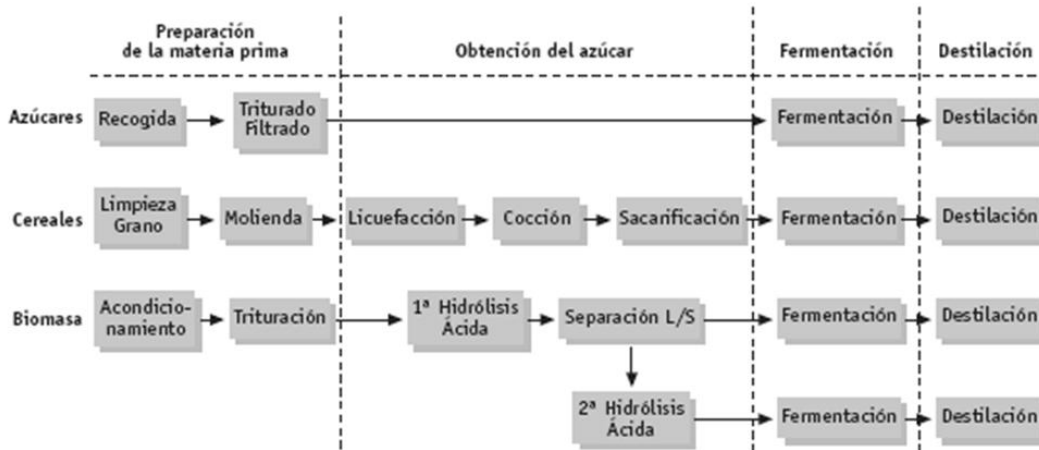 Preparación
de la materia prima
Obtención del azúcar
Fermentación
Destilación
Azúcares
Recogida
Triturado
Filtrado
Fermentación
Destilación
Cereales
Limpieza
Grano
Molienda
Licuefacción
Cocción
Sacarificación
Fermentación
Destilación
Biomasa
Acondicio-
namiento
Trituración
1ª Hidrólisis
Ácida
Separación L/S
Fermentación
Destilación
2ª Hidrólisis
Ácida
Fermentación
Destilación